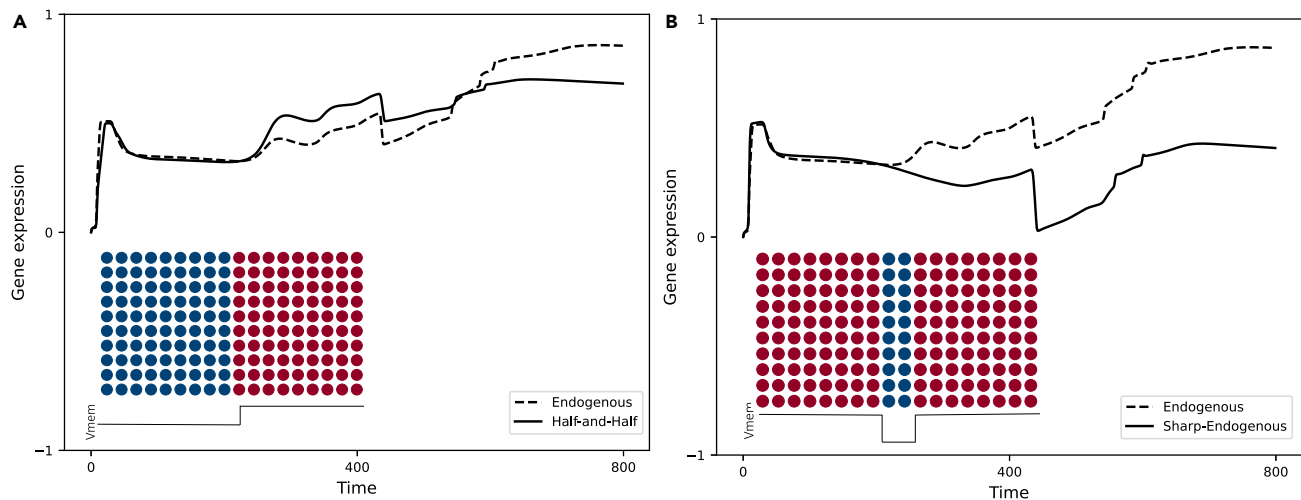 A
1
0
−1
Gene expression
0
400
800
Time
Vmem
Endogenous
Half-and-Half
B
1
0
−1
Gene expression
0
400
800
Time
Vmem
Endogenous
Sharp-Endogenous